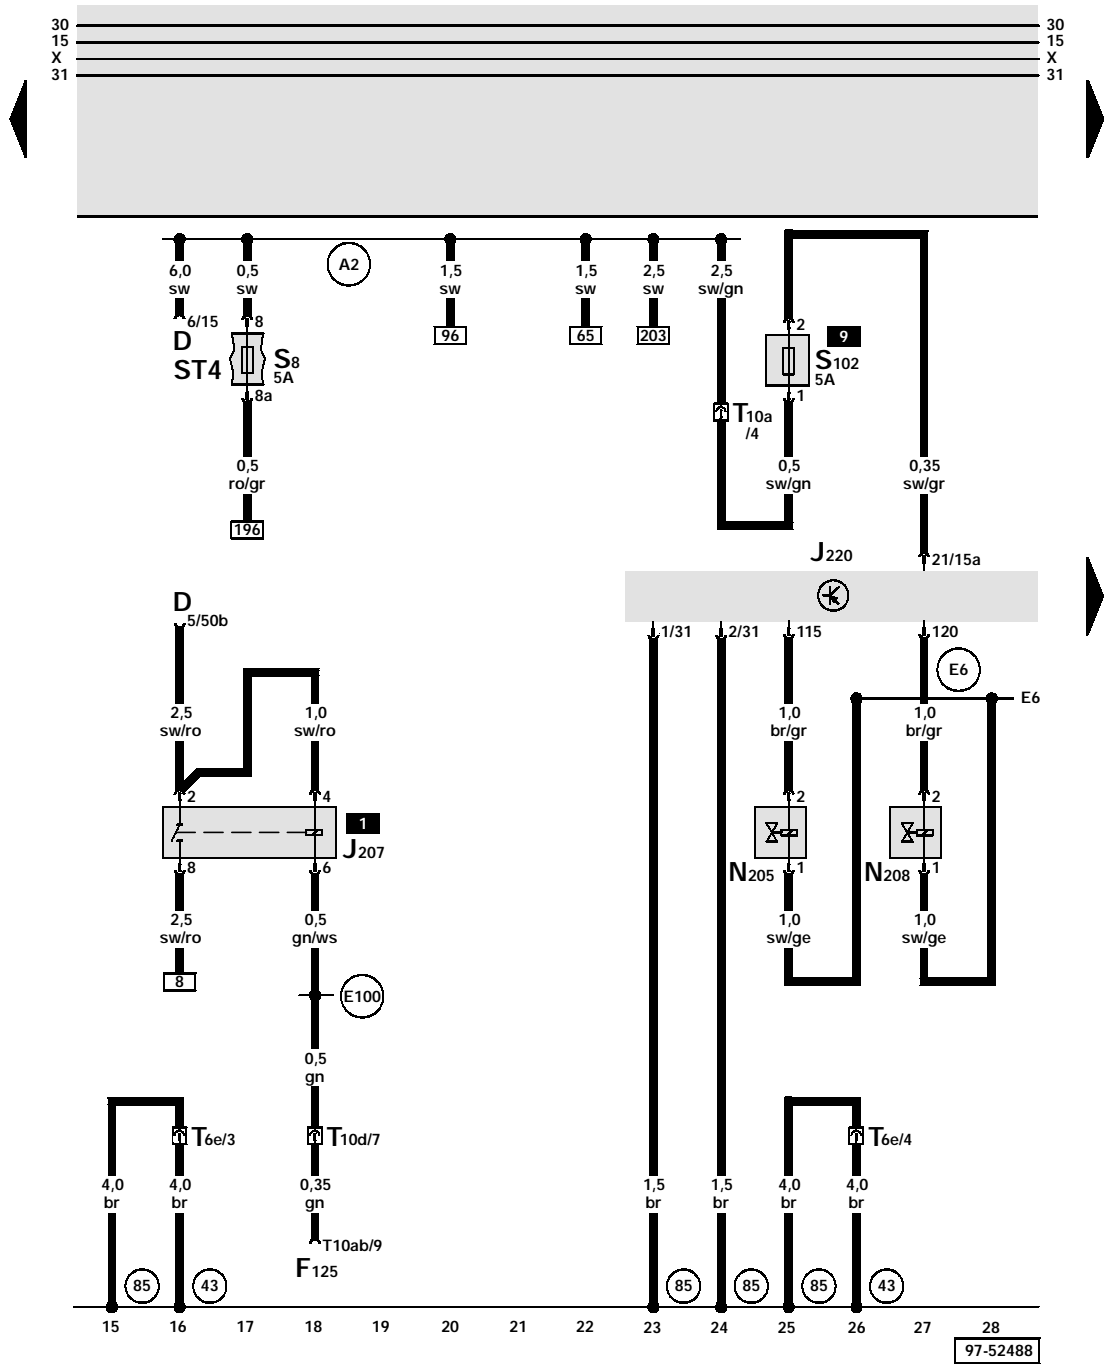 30 30
15 15
X X
31 31
A2
6,0 0,5 1,5 1,5 2,5 2,5
sw sw sw sw sw sw/gn
6/15 8 96 65 203 2 9
D
ST4 S8 S102
5A 5A
8a 1
T10a
/4
0,5 0,5 0,35
ro/gr sw/gn sw/gr
196
J220 21/15a
D
5/50b 1/31 2/31 115 120
E6
E6
2,5 1,0 1,0 1,0
sw/ro sw/ro br/gr br/gr
2 4 2 2
1
J207
8 6 N205 1 N208 1
2,5 0,5 1,0 1,0
sw/ro gn/ws sw/ge sw/ge
8
E100
0,5
gn
T6e/3 T10d/7 T6e/4
4,0 4,0 0,35 1,5 1,5 4,0 4,0
br br gn br br br br
T10ab/9
F125
85 43 85 85 85 43
15 16 17 18 19 20 21 22 23 24 25 26 27 28
97-52488